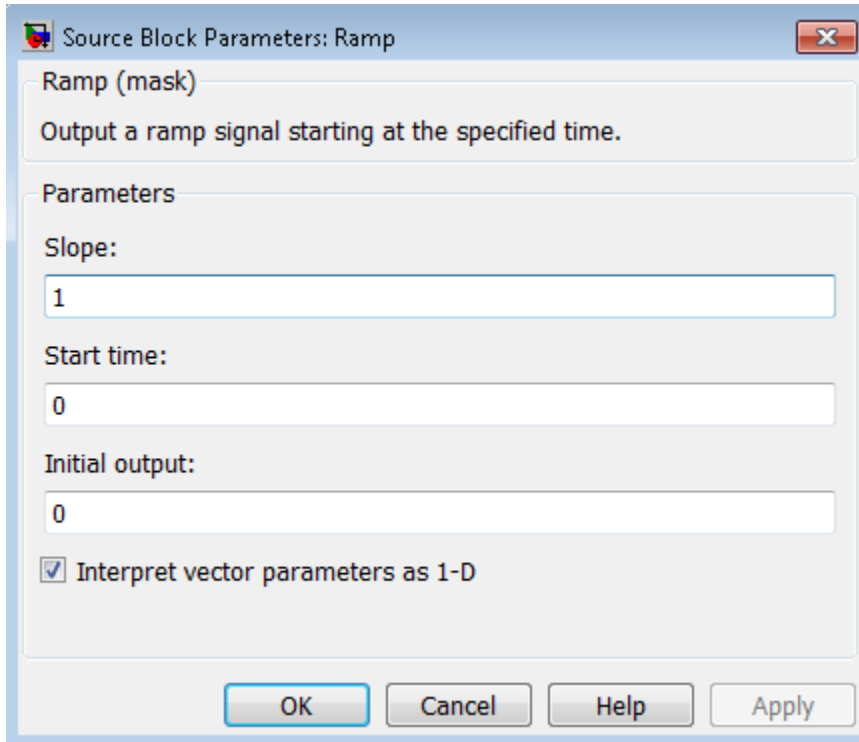 Source Block Parameters: Ramp
Ramp (mask)
Output a ramp signal starting at the specified time.
Parameters
Slope:
1
Start time:
0
Initial output:
0
Interpret vector parameters as 1-D
OK Cancel Help Apply